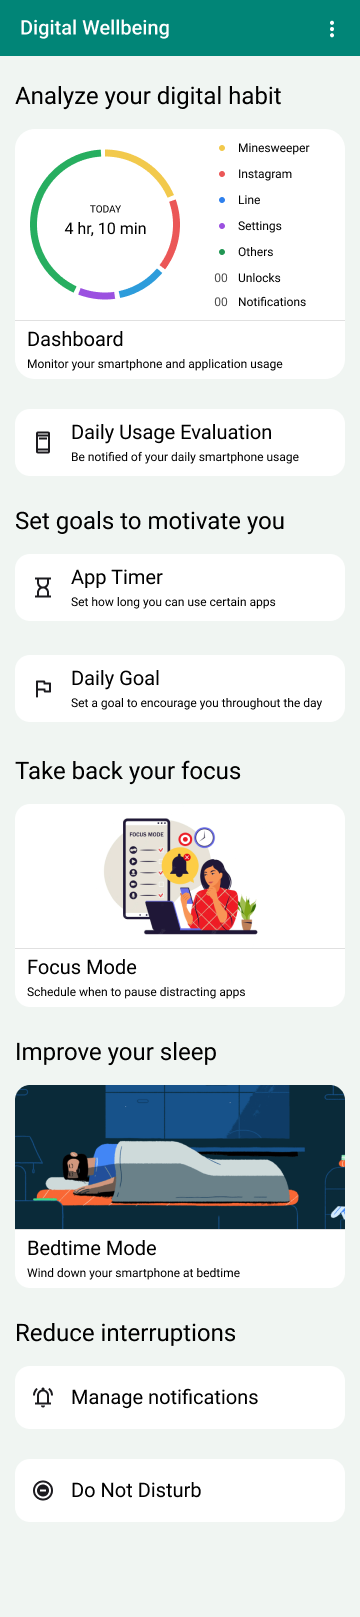 Digital Wellbeing
Analyze your digital habit
TODAY
4 hr, 10 min
Minesweeper
Instagram
Line
Settings
Others
00 Unlocks
00 Notifications
Dashboard
Monitor your smartphone and application usage
Daily Usage Evaluation
Be notified of your daily smartphone usage
Set goals to motivate you
App Timer
Set how long you can use certain apps
Daily Goal
Set a goal to encourage you throughout the day
Take back your focus
FOCUS MODE
Focus Mode
Schedule when to pause distracting apps
Improve your sleep
Bedtime Mode
Wind down your smartphone at bedtime
Reduce interruptions
Manage notifications
Do Not Disturb